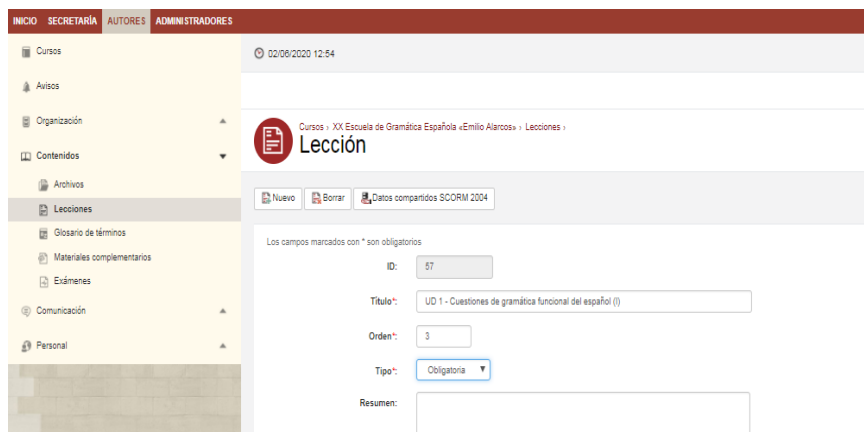 INICIO SECRETARÍA AUTORES ADMINISTRADORES
Cursos
Avisos
Organización
Contenidos
Archivos
Lecciones
Glosario de términos
Materiales complementarios
Exámenes
Comunicación
Personal
02/06/2020 12:54
Cursos › XX Escuela de Gramática Española «Emilio Alarcos» › Lecciones ›
Lección
Nuevo Borrar Datos compartidos SCORM 2004
Los campos marcados con * son obligatorios
ID: 57
Título*: UD 1 - Cuestiones de gramática funcional del español (I)
Orden*: 3
Tipo*: Obligatoria
Resumen: